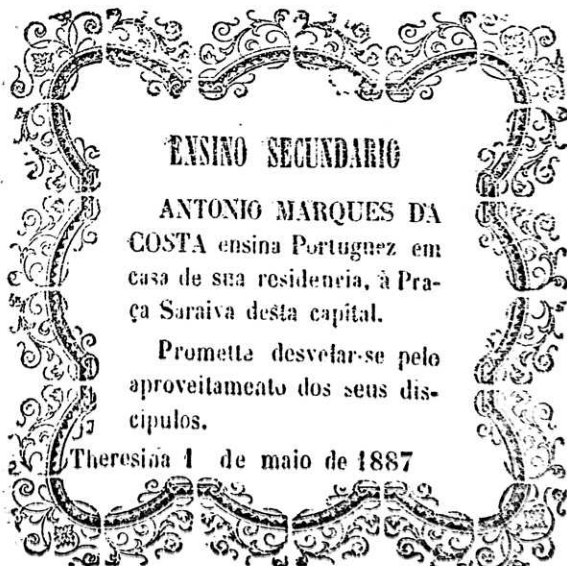 ENSINO SECUNDARIO
ANTONIO MARQUES DA
COSTA ensina Portuguez em
casa de sua residencia, à Pra-
ça Saraiva desta capital.
Promette desvelar-se pelo
aproveitamento dos seus dis-
cipulos.
Theresina 1 de maio de 1887